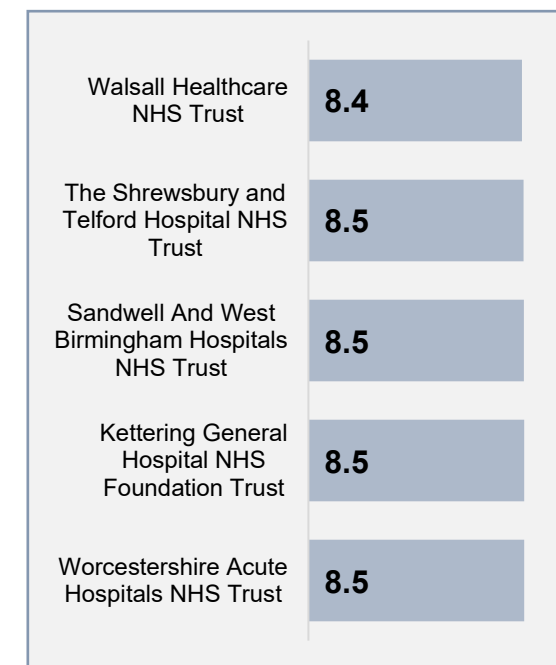 Walsall Healthcare
NHS Trust
8.4
The Shrewsbury and
Telford Hospital NHS
Trust
8.5
Sandwell And West
Birmingham Hospitals
NHS Trust
8.5
Kettering General
Hospital NHS
Foundation Trust
8.5
Worcestershire Acute
Hospitals NHS Trust
8.5